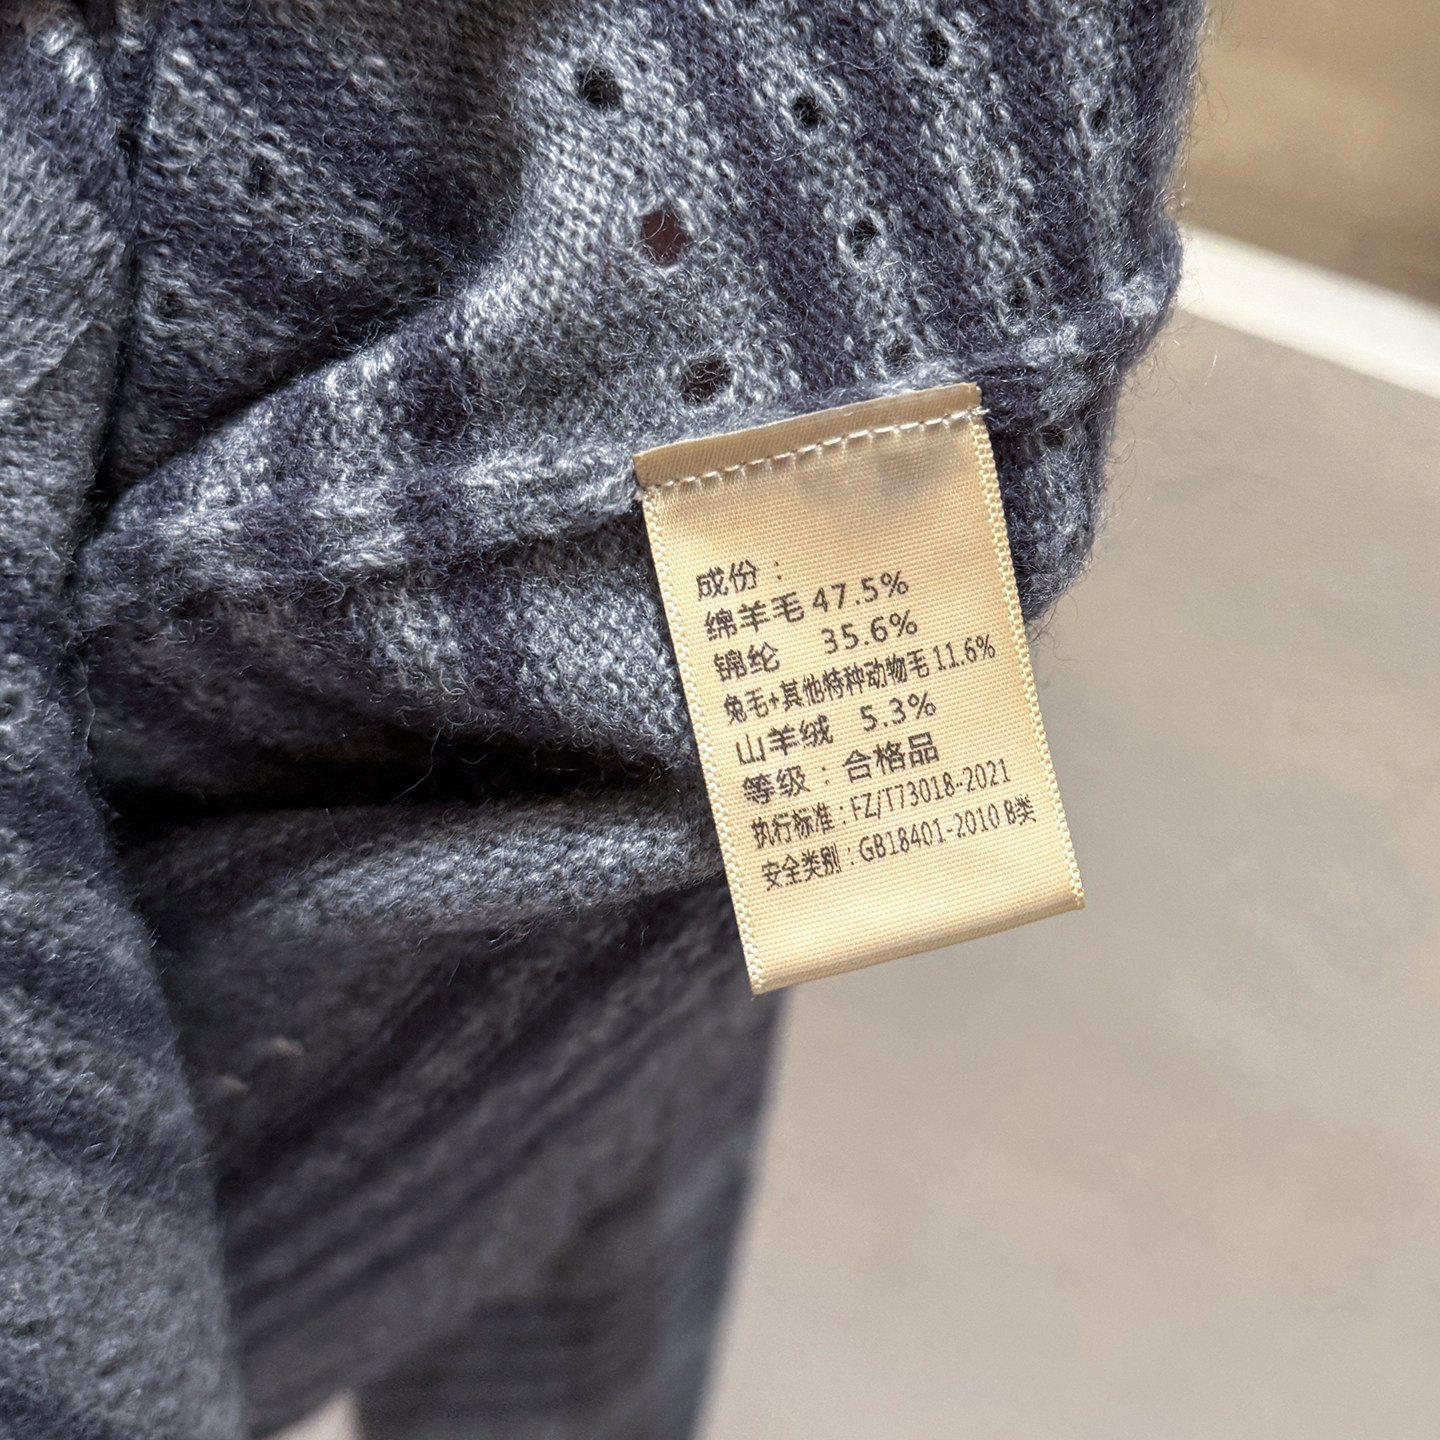 成份：
绵羊毛 47.5%
锦纶 35.6%
兔毛+其他特种动物毛 11.6%
山羊绒 5.3%
等级：合格品
执行标准：FZ/T73018-2021
安全类别：GB18401-2010 B类